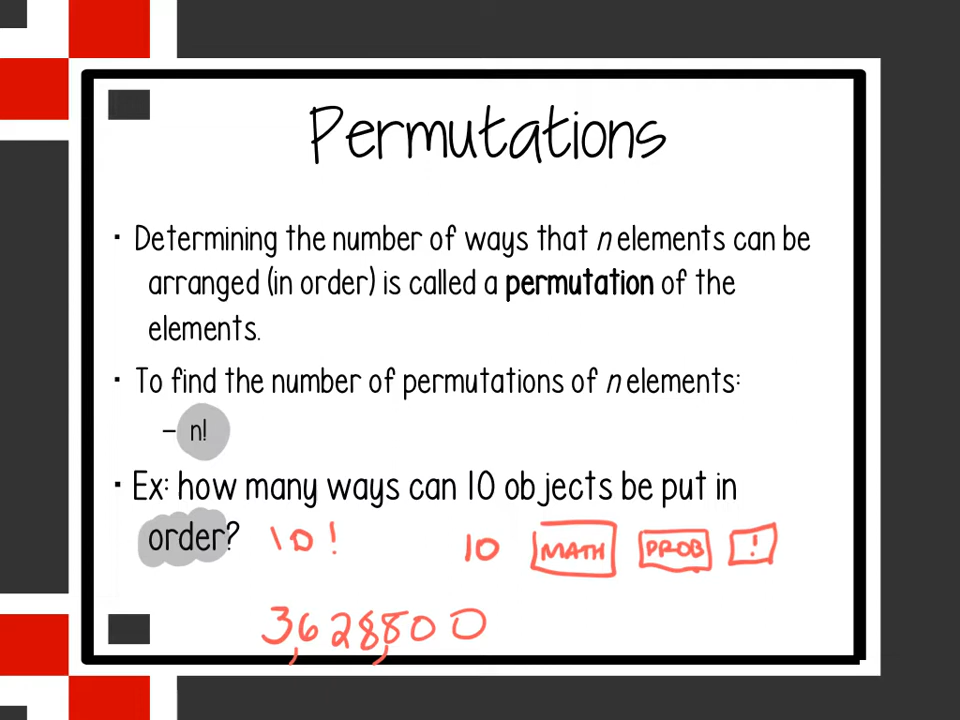 Permutations
· Determining the number of ways that n elements can be
arranged (in order) is called a permutation of the
elements.
· To find the number of permutations of n elements:
– n!
· Ex: how many ways can 10 objects be put in
order? 10! 10 MATH PROB !
3,628,800